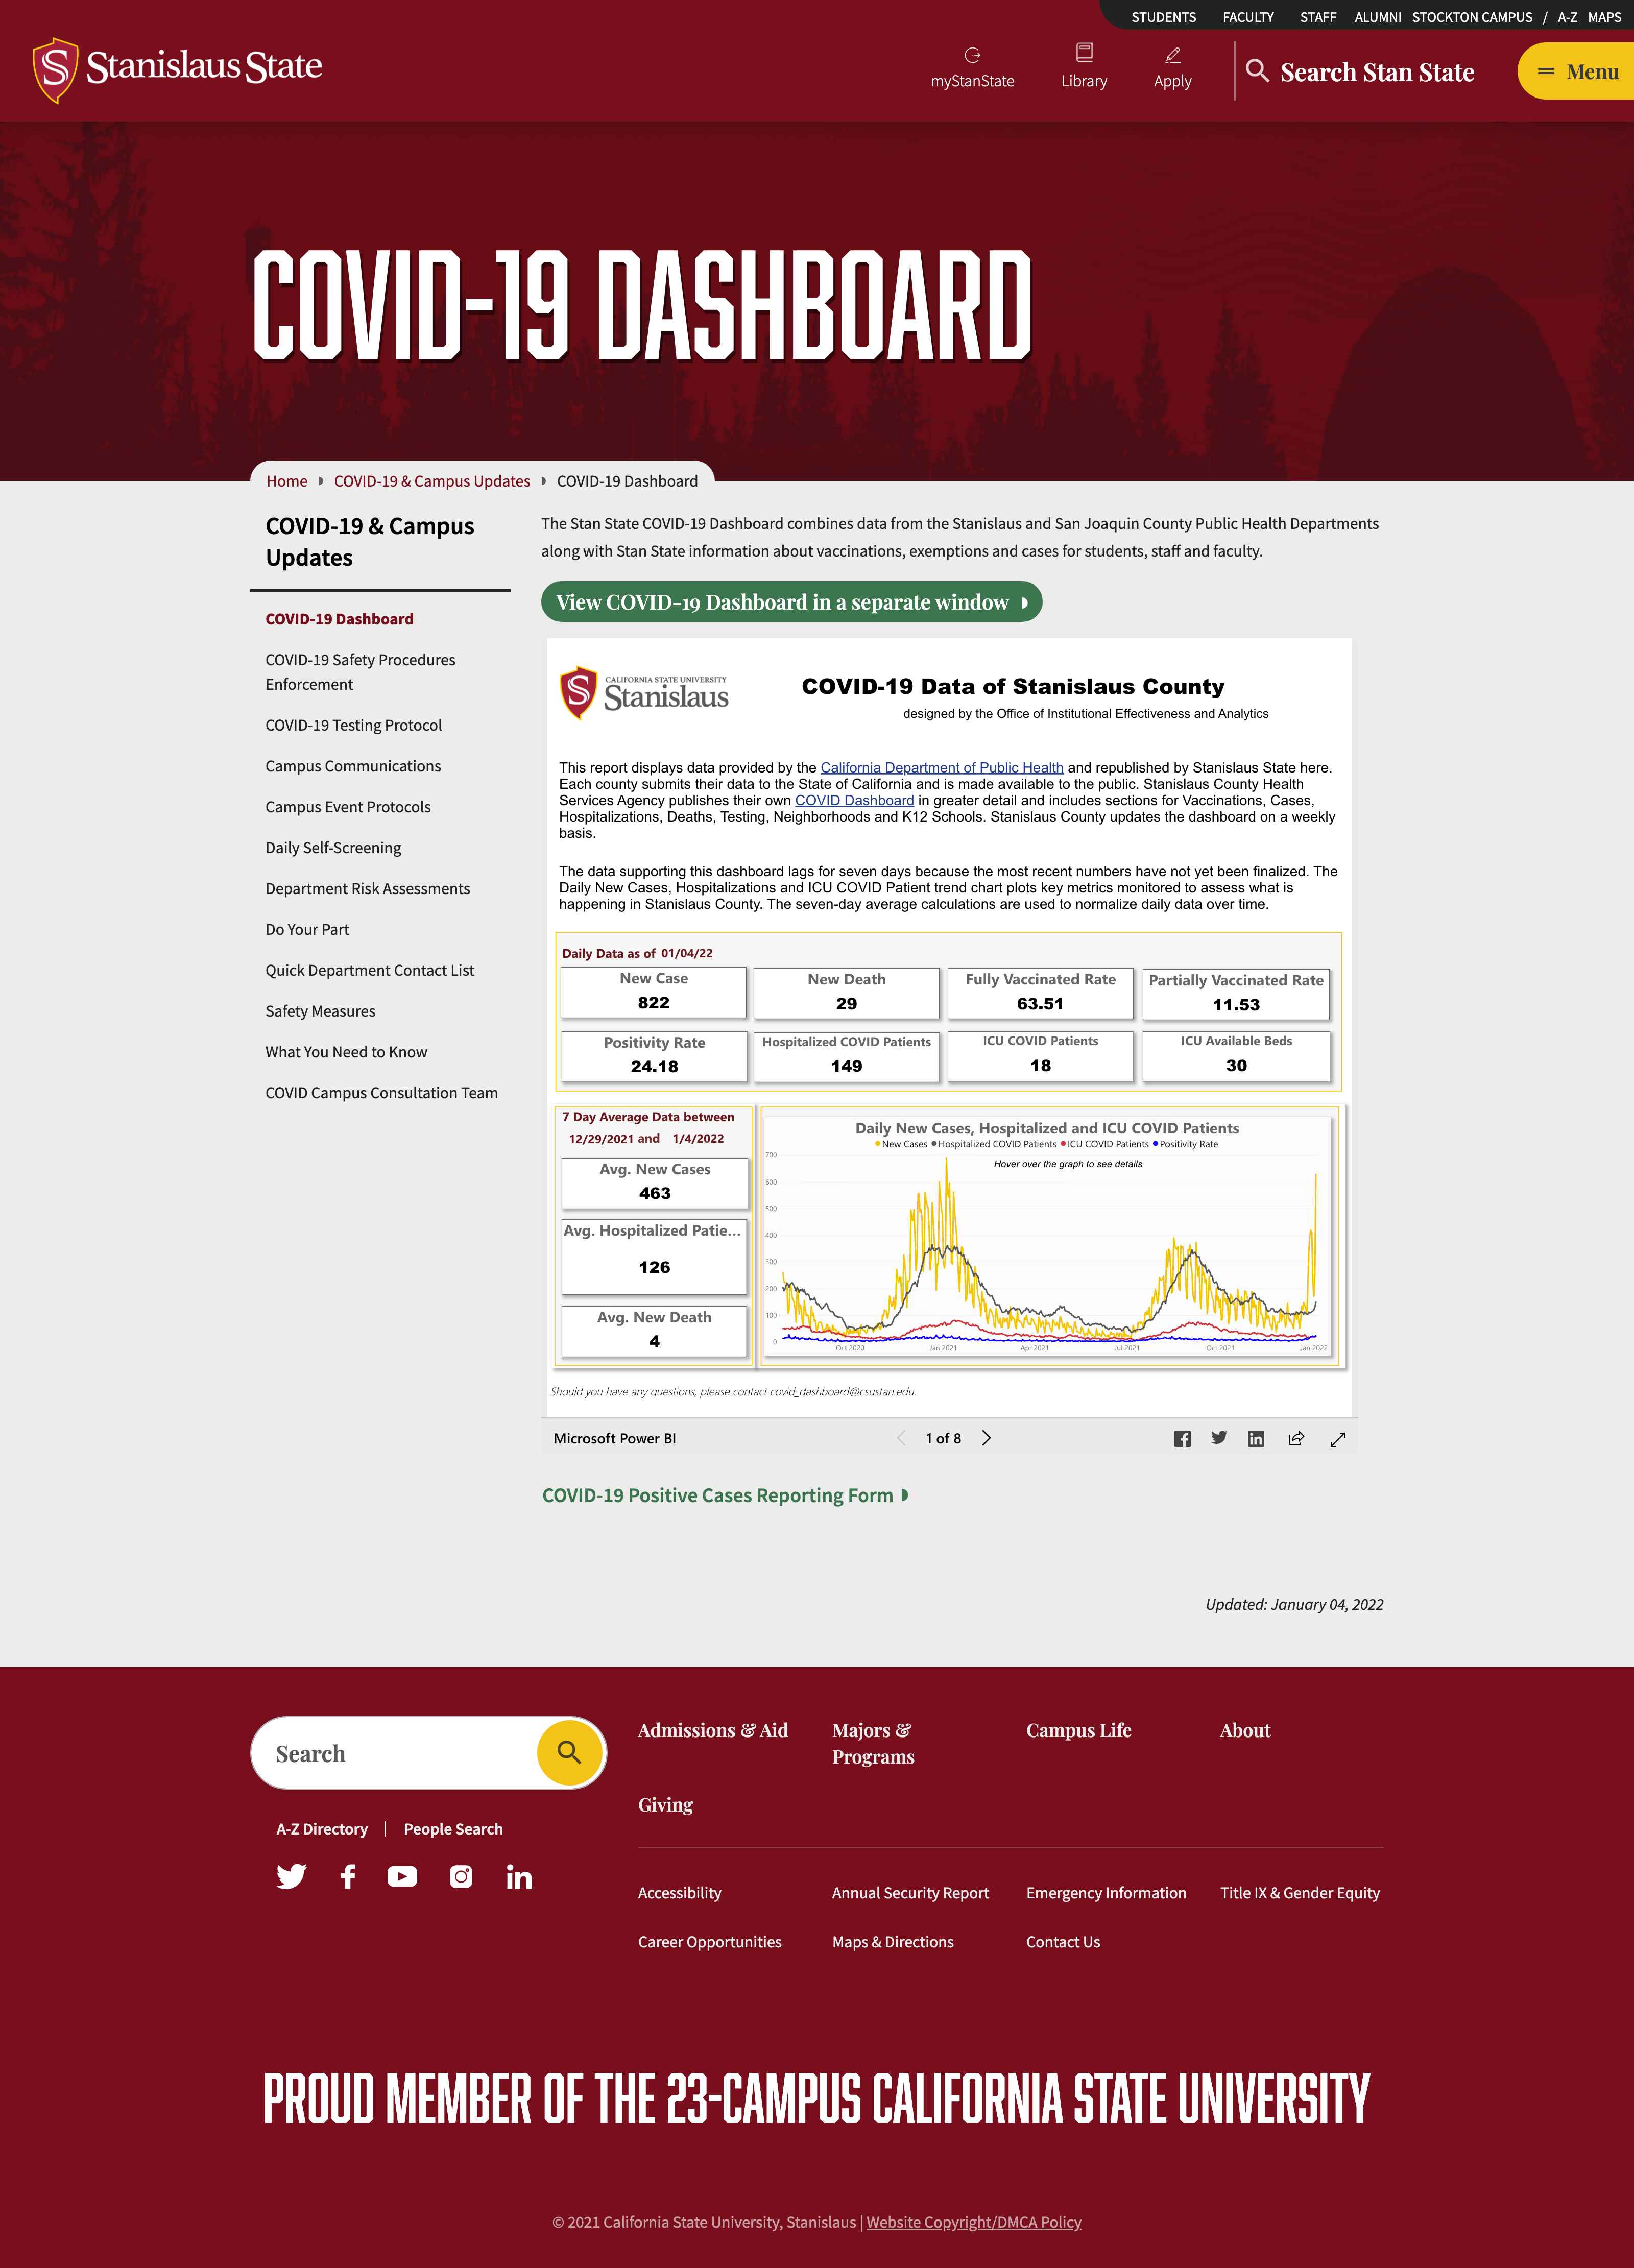 STUDENTS FACULTY STAFF ALUMNI STOCKTON CAMPUS / A-Z MAPS
Stanislaus State
myStanState Library Apply Search Stan State Menu
COVID-19 DASHBOARD
Home COVID-19 & Campus Updates COVID-19 Dashboard
COVID-19 & Campus
Updates
COVID-19 Dashboard
COVID-19 Safety Procedures
Enforcement
COVID-19 Testing Protocol
Campus Communications
Campus Event Protocols
Daily Self-Screening
Department Risk Assessments
Do Your Part
Quick Department Contact List
Safety Measures
What You Need to Know
COVID Campus Consultation Team
The Stan State COVID-19 Dashboard combines data from the Stanislaus and San Joaquin County Public Health Departments
along with Stan State information about vaccinations, exemptions and cases for students, staff and faculty.
View COVID-19 Dashboard in a separate window
CALIFORNIA STATE UNIVERSITY
Stanislaus
COVID-19 Data of Stanislaus County
designed by the Office of Institutional Effectiveness and Analytics
This report displays data provided by the California Department of Public Health and republished by Stanislaus State here.
Each county submits their data to the State of California and is made available to the public. Stanislaus County Health
Services Agency publishes their own COVID Dashboard in greater detail and includes sections for Vaccinations, Cases,
Hospitalizations, Deaths, Testing, Neighborhoods and K12 Schools. Stanislaus County updates the dashboard on a weekly
basis.
The data supporting this dashboard lags for seven days because the most recent numbers have not yet been finalized. The
Daily New Cases, Hospitalizations and ICU COVID Patient trend chart plots key metrics monitored to assess what is
happening in Stanislaus County. The seven-day average calculations are used to normalize daily data over time.
Daily Data as of 01/04/22
New Case New Death Fully Vaccinated Rate Partially Vaccinated Rate
822 29 63.51 11.53
Positivity Rate Hospitalized COVID Patients ICU COVID Patients ICU Available Beds
24.18 149 18 30
7 Day Average Data between
12/29/2021 and 1/4/2022
Avg. New Cases
463
Avg. Hospitalized Patie...
126
Avg. New Death
4
Daily New Cases, Hospitalized and ICU COVID Patients
New Cases Hospitalized COVID Patients ICU COVID Patients Positivity Rate
Hover over the graph to see details
700
600
500
400
300
200
100
0
Oct 2020 Jan 2021 Apr 2021 Jul 2021 Oct 2021 Jan 2022
Should you have any questions, please contact covid_dashboard@csustan.edu.
Microsoft Power BI 1 of 8
COVID-19 Positive Cases Reporting Form
Updated: January 04, 2022
Search
A-Z Directory | People Search
Admissions & Aid Majors & Campus Life About
Programs
Giving
Accessibility Annual Security Report Emergency Information Title IX & Gender Equity
Career Opportunities Maps & Directions Contact Us
PROUD MEMBER OF THE 23-CAMPUS CALIFORNIA STATE UNIVERSITY
© 2021 California State University, Stanislaus | Website Copyright/DMCA Policy